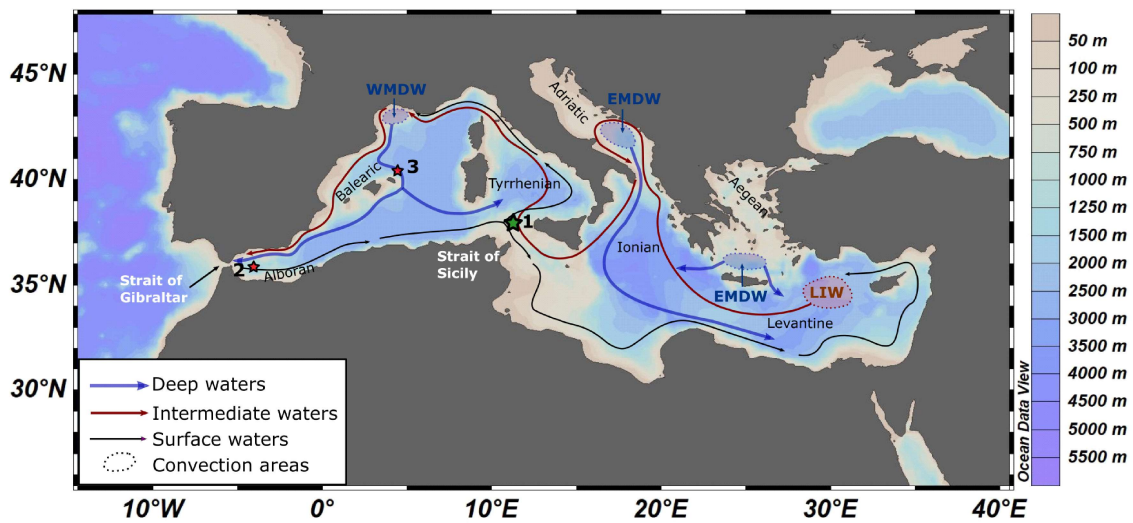 45°N
40°N
35°N
30°N
10°W
0°
10°E
20°E
30°E
40°E
WMDW
EMDW
Adriatic
3
Balearic
Tyrrhenian
Aegean
1
Ionian
Strait of
Sicily
2
Alboran
Strait of
Gibraltar
EMDW
LIW
Levantine
Deep waters
Intermediate waters
Surface waters
Convection areas
Ocean Data View
50 m
100 m
250 m
500 m
750 m
1000 m
1250 m
1500 m
2000 m
2500 m
3000 m
3500 m
4000 m
4500 m
5000 m
5500 m